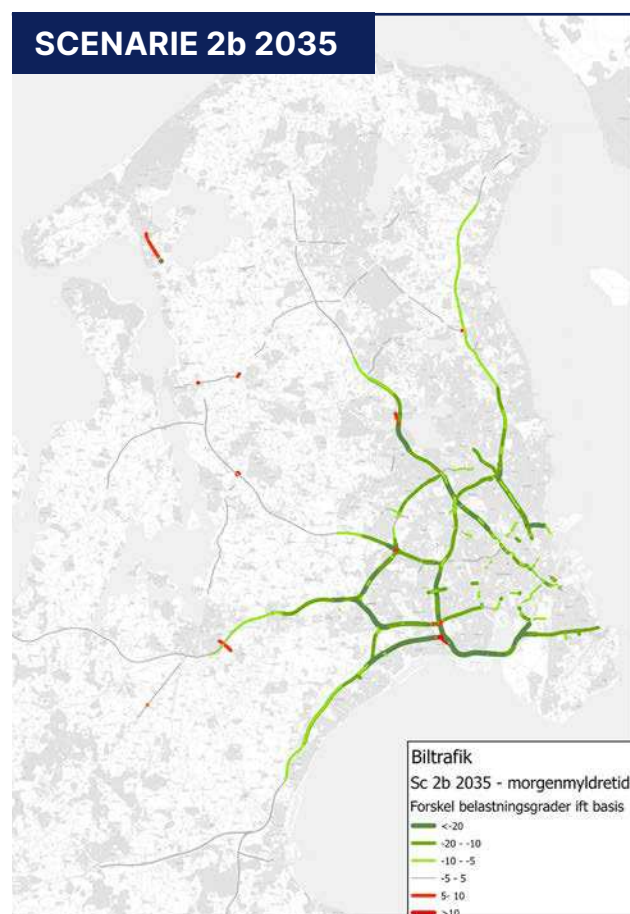 SCENARIE 2b 2035
Biltrafik
Sc 2b 2035 - morgenmyldretid
Forskel belastningsgrader ift basis
<-20
-20 - -10
-10 - -5
-5 - 5
5- 10
>10